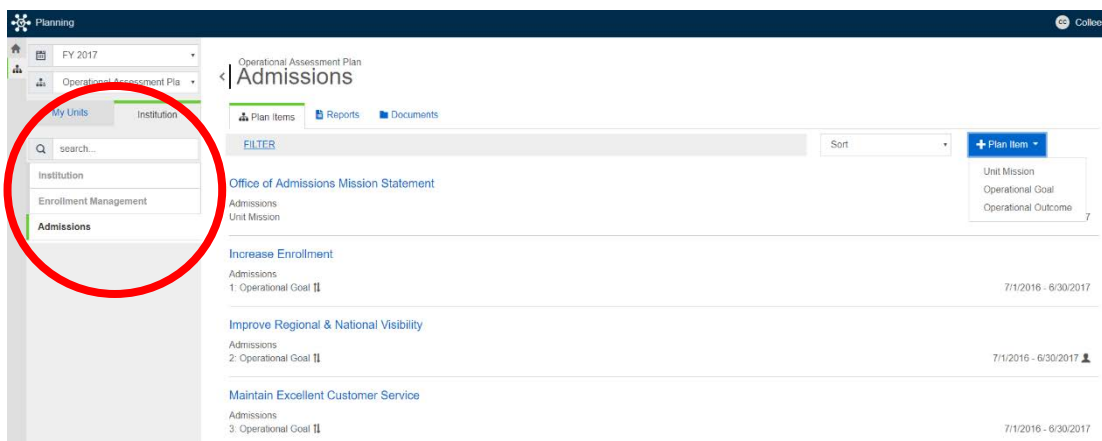 Planning
Collee
FY 2017
Operational Assessment Pla
My Units
Institution
search...
Institution
Enrollment Management
Admissions
Operational Assessment Plan
Admissions
Plan Items
Reports
Documents
FILTER
Sort
Plan Item
Unit Mission
Operational Goal
Operational Outcome
Office of Admissions Mission Statement
Admissions
Unit Mission
7
Increase Enrollment
Admissions
1: Operational Goal
7/1/2016 - 6/30/2017
Improve Regional & National Visibility
Admissions
2: Operational Goal
7/1/2016 - 6/30/2017
Maintain Excellent Customer Service
Admissions
3: Operational Goal
7/1/2016 - 6/30/2017